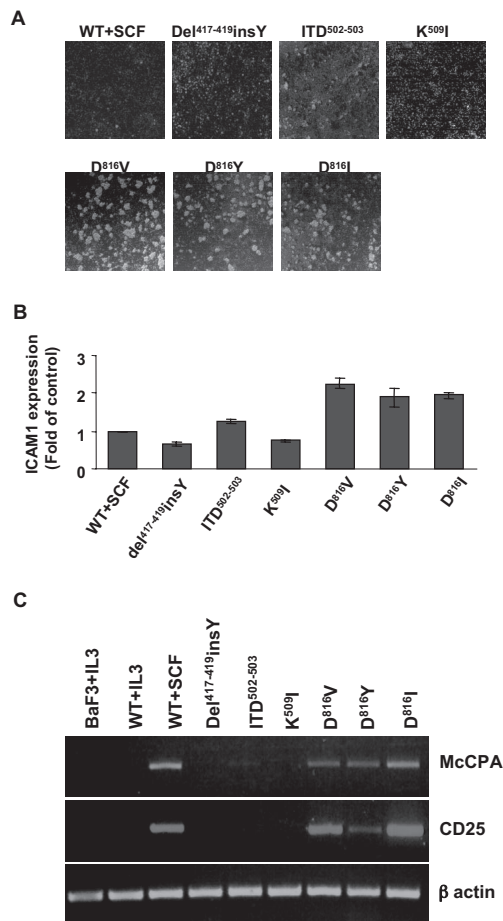 A
WT+SCF Del⁴¹⁷⁻⁴¹⁹insY ITD⁵⁰²⁻⁵⁰³ K⁵⁰⁹I
D⁸¹⁶V D⁸¹⁶Y D⁸¹⁶I
B
ICAM1 expression
(Fold of control)
3
2
1
0
WT+SCF del⁴¹⁷⁻⁴¹⁹insY ITD⁵⁰²⁻⁵⁰³ K⁵⁰⁹I D⁸¹⁶V D⁸¹⁶Y D⁸¹⁶I
C
BaF3+IL3 WT+IL3 WT+SCF Del⁴¹⁷⁻⁴¹⁹insY ITD⁵⁰²⁻⁵⁰³ K⁵⁰⁹I D⁸¹⁶V D⁸¹⁶Y D⁸¹⁶I
McCPA
CD25
β actin